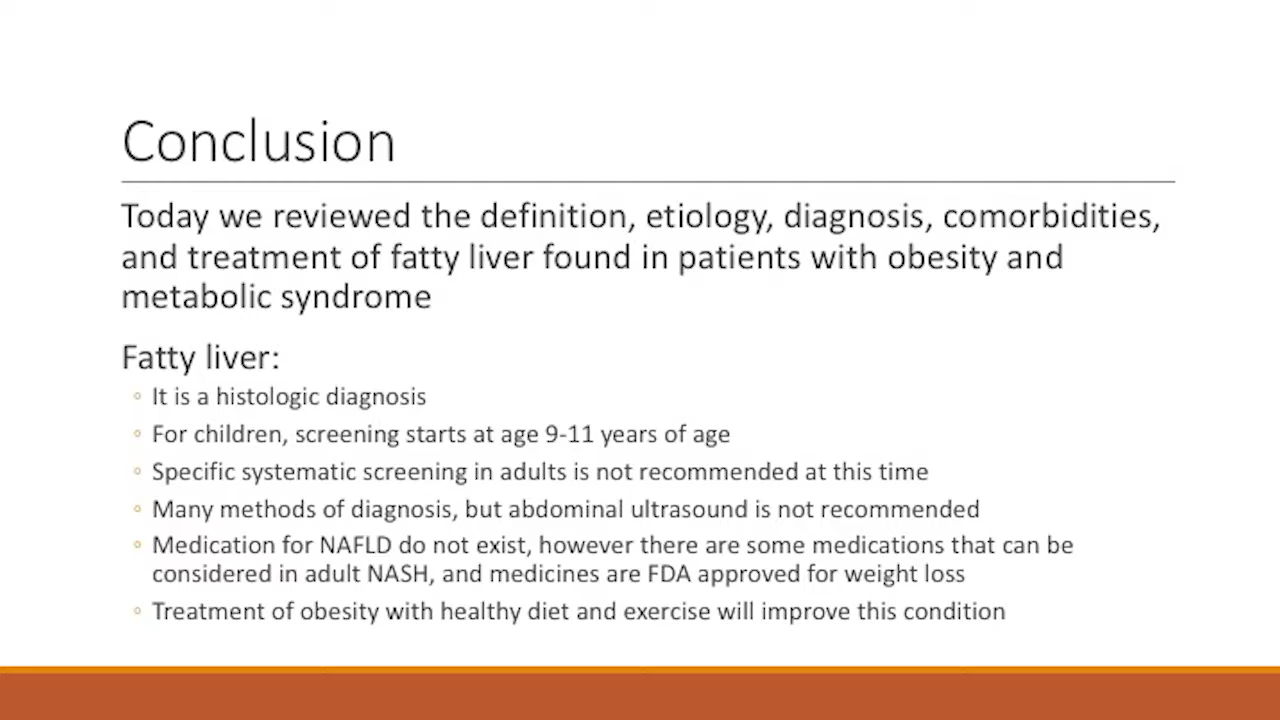 Conclusion
Today we reviewed the definition, etiology, diagnosis, comorbidities,
and treatment of fatty liver found in patients with obesity and
metabolic syndrome
Fatty liver:
◦ It is a histologic diagnosis
◦ For children, screening starts at age 9-11 years of age
◦ Specific systematic screening in adults is not recommended at this time
◦ Many methods of diagnosis, but abdominal ultrasound is not recommended
◦ Medication for NAFLD do not exist, however there are some medications that can be
considered in adult NASH, and medicines are FDA approved for weight loss
◦ Treatment of obesity with healthy diet and exercise will improve this condition